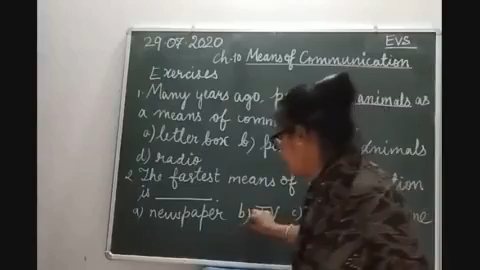 29.07.2020 EVS
Ch.10 Means of Communication
Exercises
1. Many years ago, animals as
a means of
a) letter box b) Animals
d) radio
2. The fastest means of
is ______
a) newspaper b) TV c)